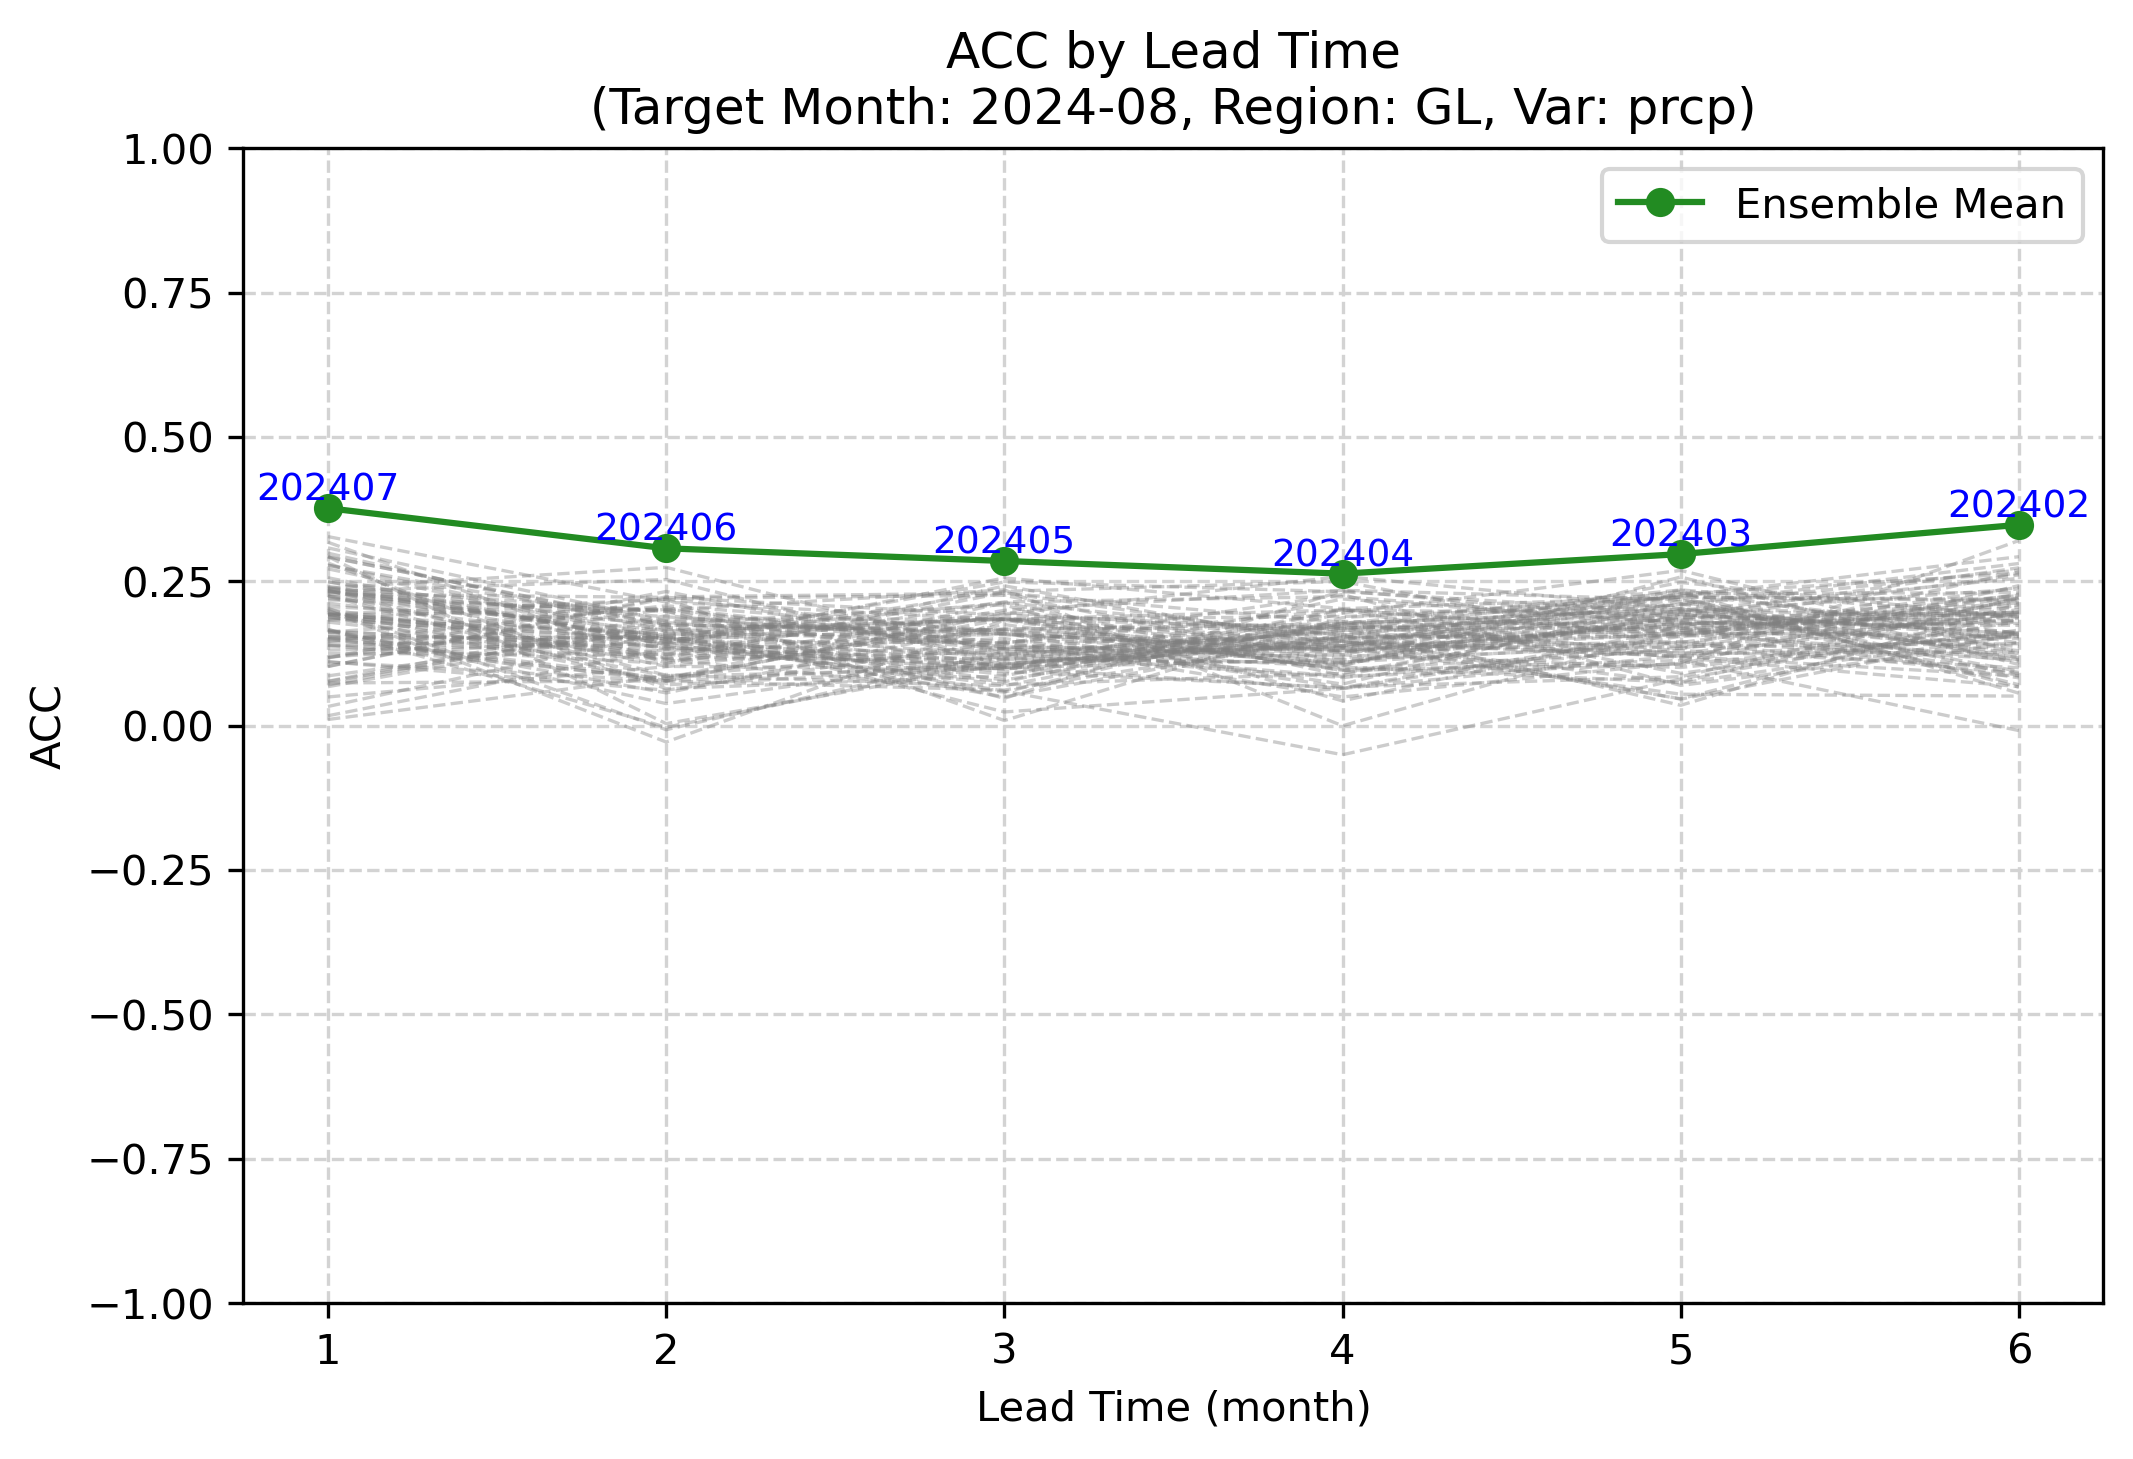 ACC by Lead Time
(Target Month: 2024-08, Region: GL, Var: prcp)
1.00
0.75
0.50
0.25
0.00
−0.25
−0.50
−0.75
−1.00
ACC
Ensemble Mean
202407
202406
202405
202404
202403
202402
1 2 3 4 5 6
Lead Time (month)